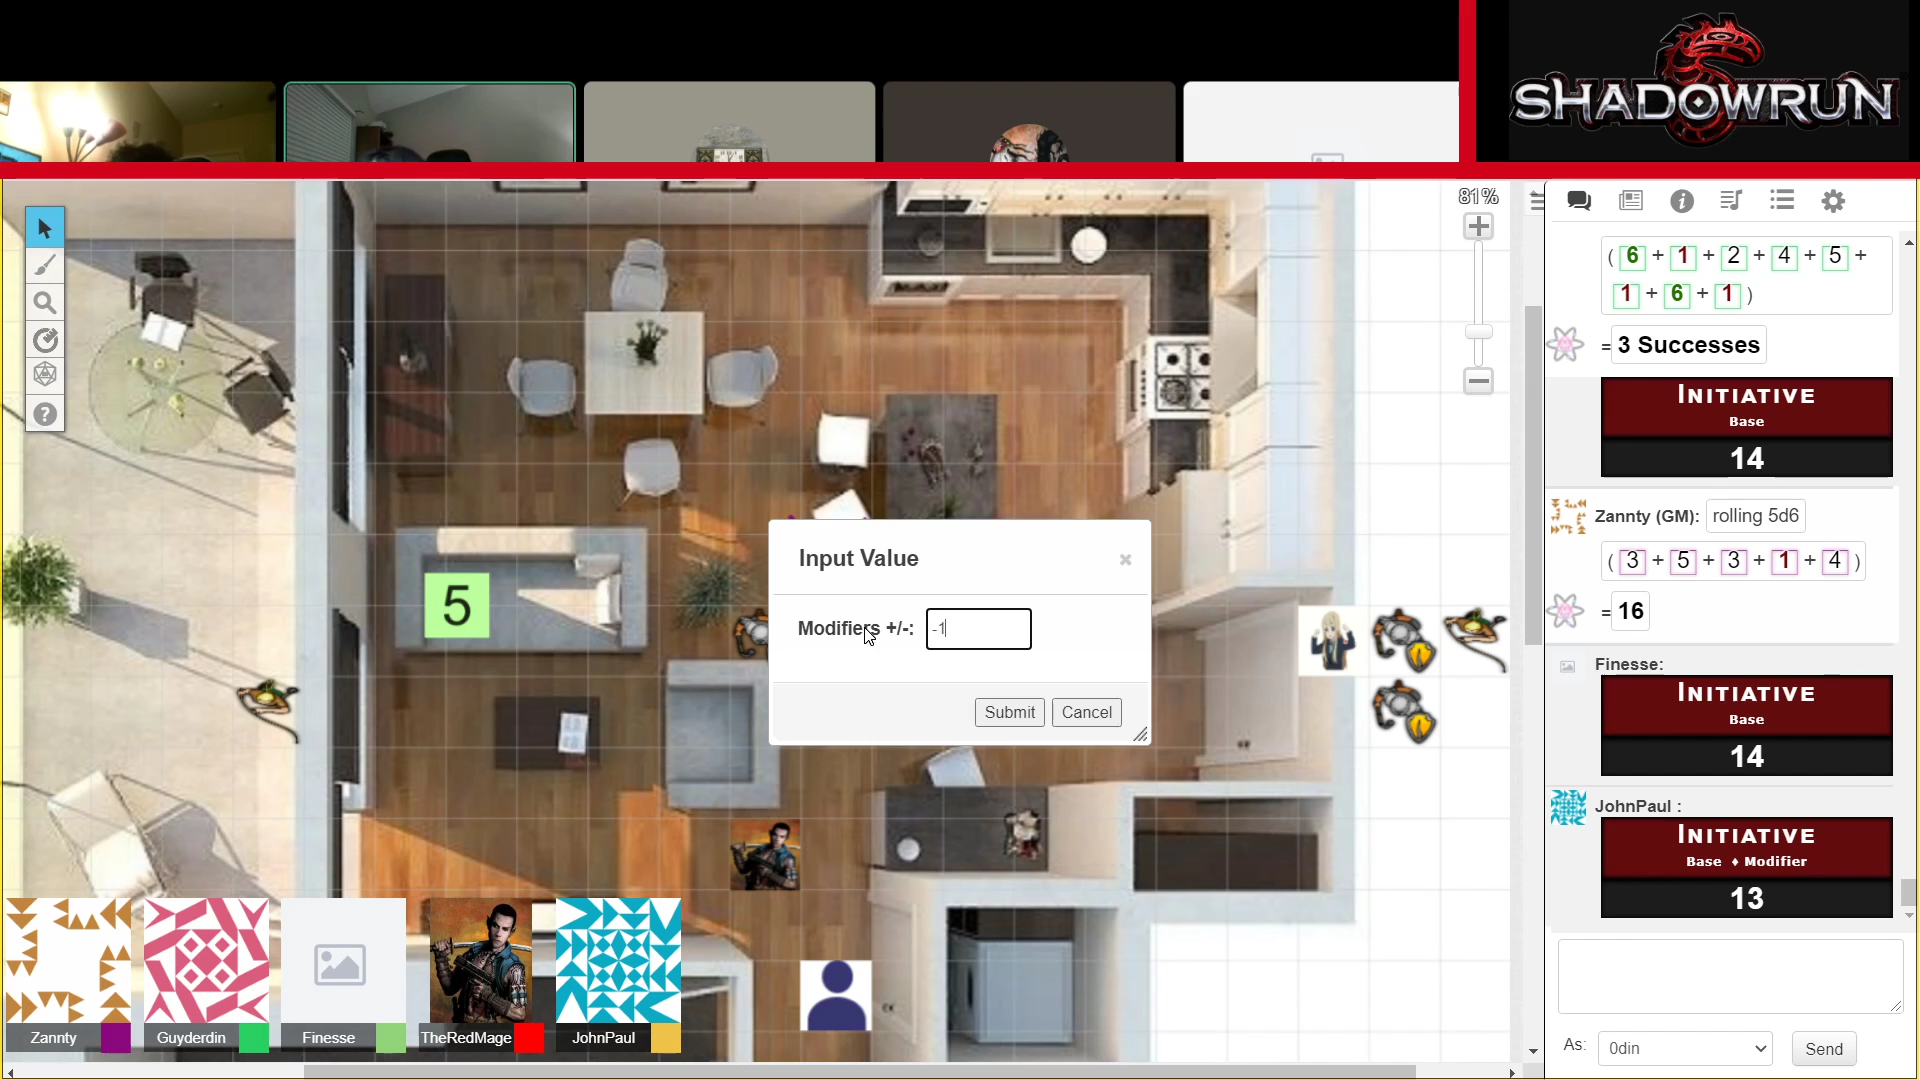 SHADOWRUN
81%
( 6 + 1 + 2 + 4 + 5 +
1 + 6 + 1 )
= 3 Successes
INITIATIVE
Base
14
Zannty (GM): rolling 5d6
( 3 + 5 + 3 + 1 + 4 )
= 16
Finesse:
INITIATIVE
Base
14
JohnPaul :
INITIATIVE
Base ♦ Modifier
13
5
Input Value
×
Modifiers +/-: -1
Submit Cancel
Zannty
Guyderdin
Finesse
TheRedMage
JohnPaul
As: 0din
Send